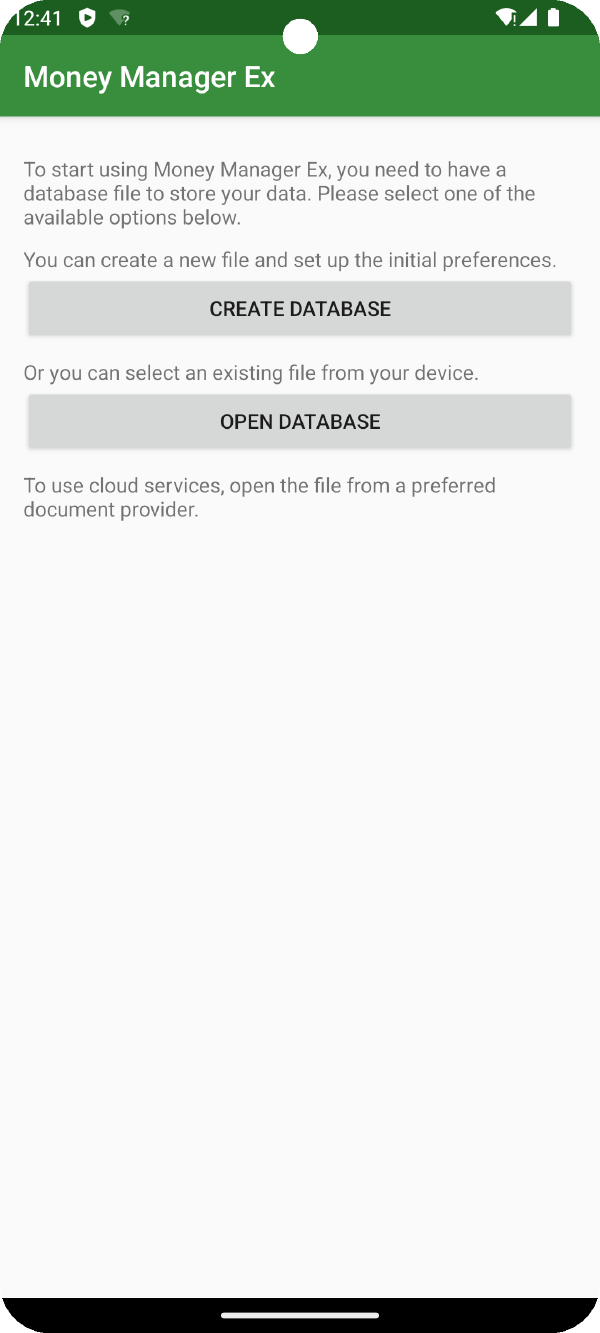 12:41
Money Manager Ex
To start using Money Manager Ex, you need to have a
database file to store your data. Please select one of the
available options below.
You can create a new file and set up the initial preferences.
CREATE DATABASE
Or you can select an existing file from your device.
OPEN DATABASE
To use cloud services, open the file from a preferred
document provider.